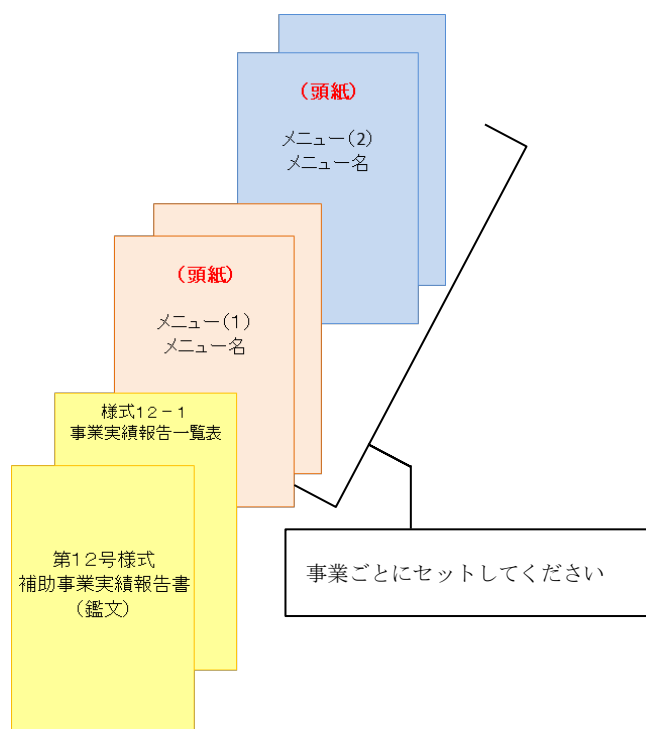 （頭紙）
メニュー（２）
メニュー名
（頭紙）
メニュー（１）
メニュー名
様式１２－１
事業実績報告一覧表
第１２号様式
補助事業実績報告書
（鑑文）
事業ごとにセットしてください